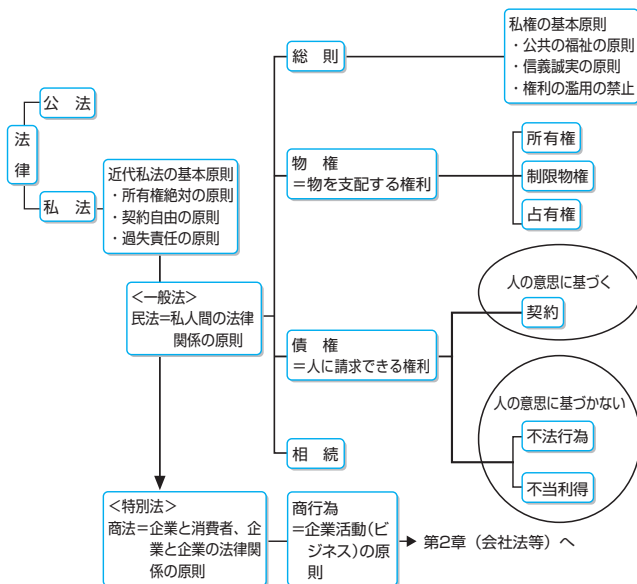 法律
公 法
私 法
近代私法の基本原則
・所有権絶対の原則
・契約自由の原則
・過失責任の原則
＜一般法＞
民法＝私人間の法律
関係の原則
総 則
私権の基本原則
・公共の福祉の原則
・信義誠実の原則
・権利の濫用の禁止
物 権
＝物を支配する権利
所有権
制限物権
占有権
債 権
＝人に請求できる権利
人の意思に基づく
契約
人の意思に基づかない
不法行為
不当利得
相 続
＜特別法＞
商法＝企業と消費者、企
業と企業の法律関
係の原則
商行為
＝企業活動（ビ
ジネス）の原
則
第2章（会社法等）へ